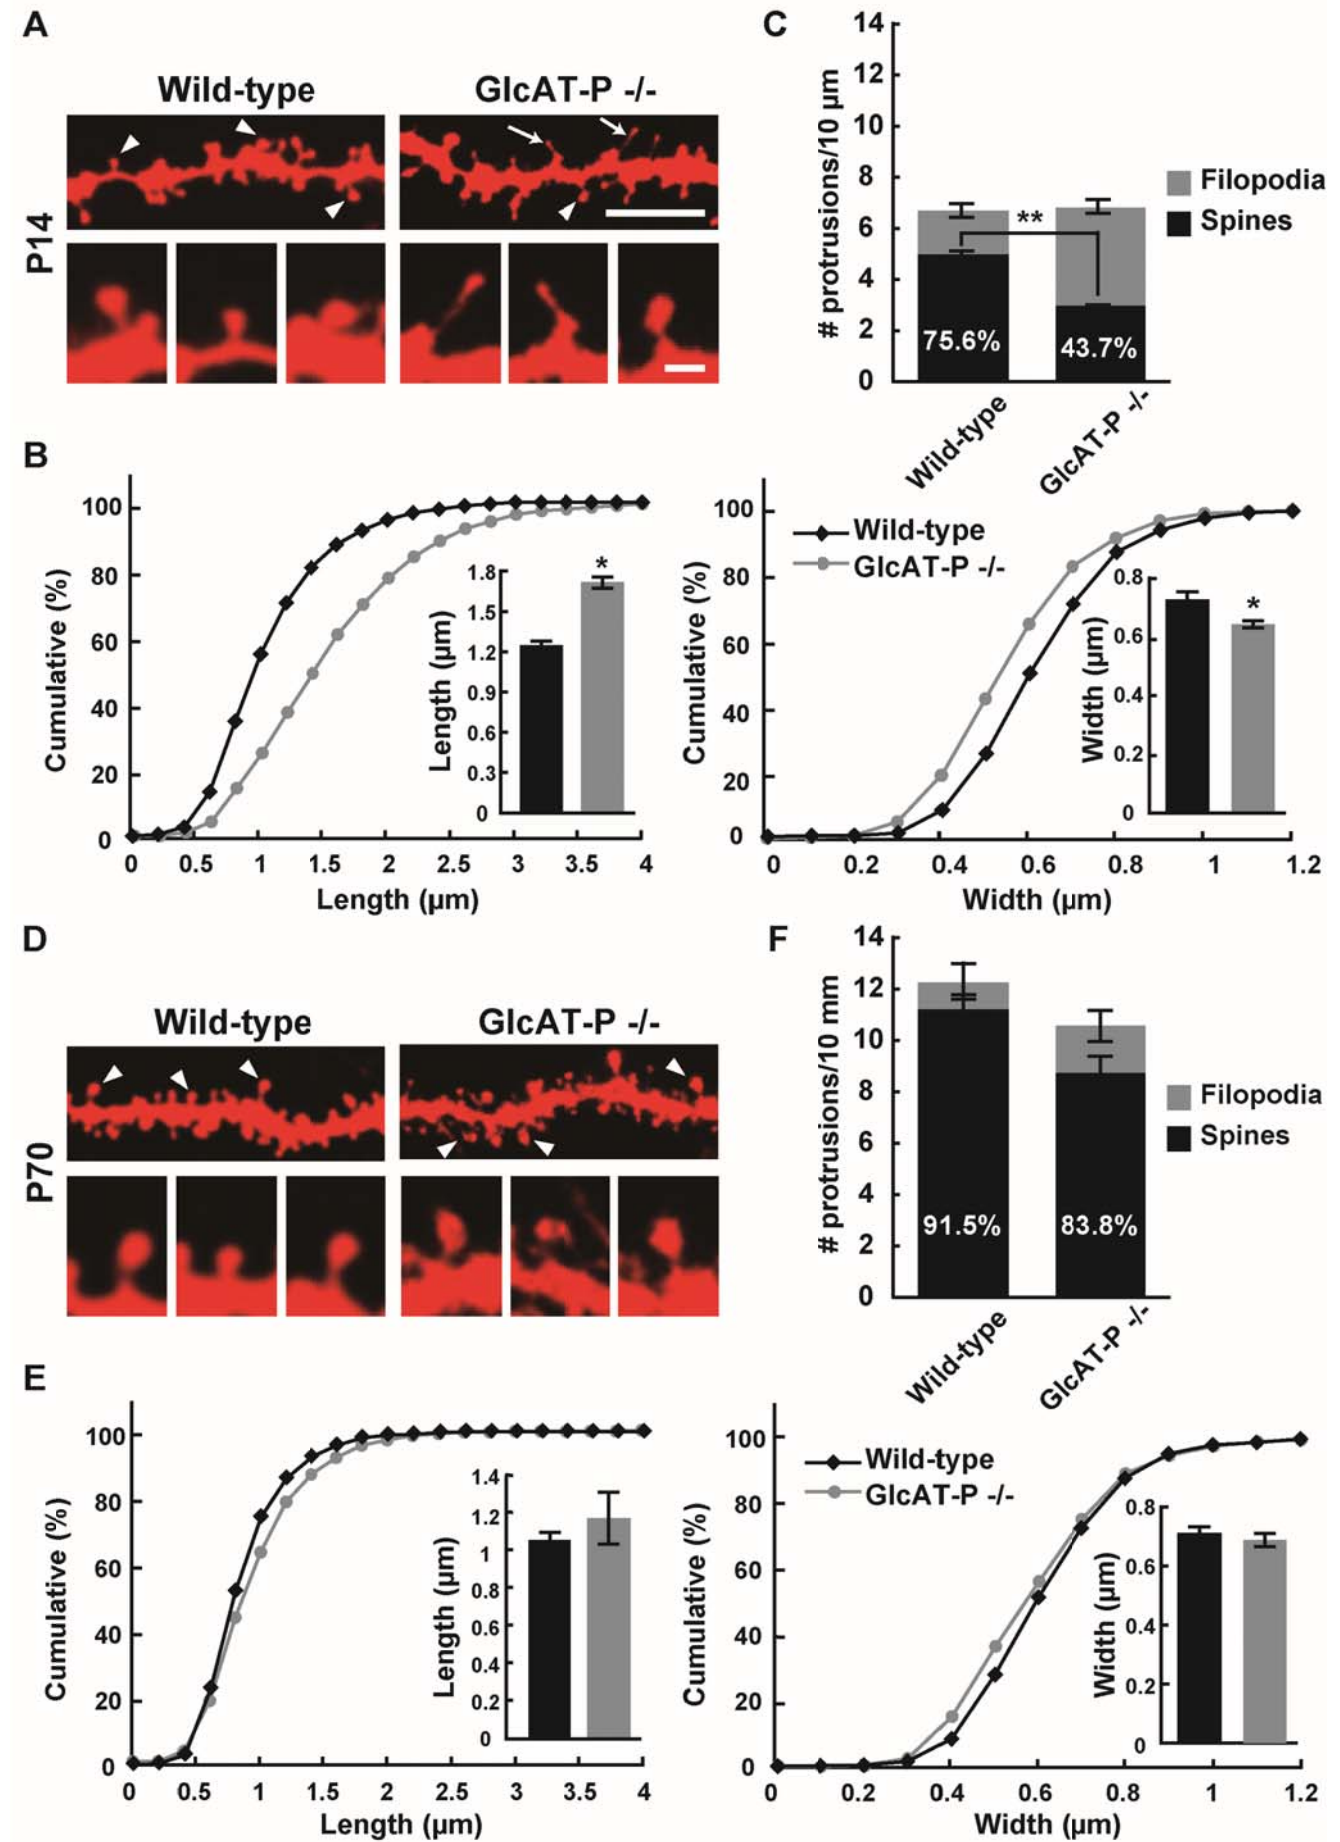 A
Wild-type
GlcAT-P -/-
P14
C
14
12
10
8
6
4
2
0
# protrusions/10 µm
**
75.6%
43.7%
Filopodia
Spines
Wild-type
GlcAT-P -/-
B
100
80
60
40
20
0
Cumulative (%)
0 0.5 1 1.5 2 2.5 3 3.5 4
Length (µm)
1.8
1.5
1.2
0.9
0.6
0.3
0
Length (µm)
*
100
80
60
40
20
0
Cumulative (%)
Wild-type
GlcAT-P -/-
0 0.2 0.4 0.6 0.8 1 1.2
Width (µm)
0.8
0.6
0.4
0.2
0
Width (µm)
*
D
Wild-type
GlcAT-P -/-
P70
F
14
12
10
8
6
4
2
0
# protrusions/10 mm
91.5%
83.8%
Filopodia
Spines
Wild-type
GlcAT-P -/-
E
100
80
60
40
20
0
Cumulative (%)
0 0.5 1 1.5 2 2.5 3 3.5 4
Length (µm)
1.4
1.2
1
0.8
0.6
0.4
0.2
0
Length (µm)
100
80
60
40
20
0
Cumulative (%)
Wild-type
GlcAT-P -/-
0 0.2 0.4 0.6 0.8 1 1.2
Width (µm)
0.8
0.6
0.4
0.2
0
Width (µm)